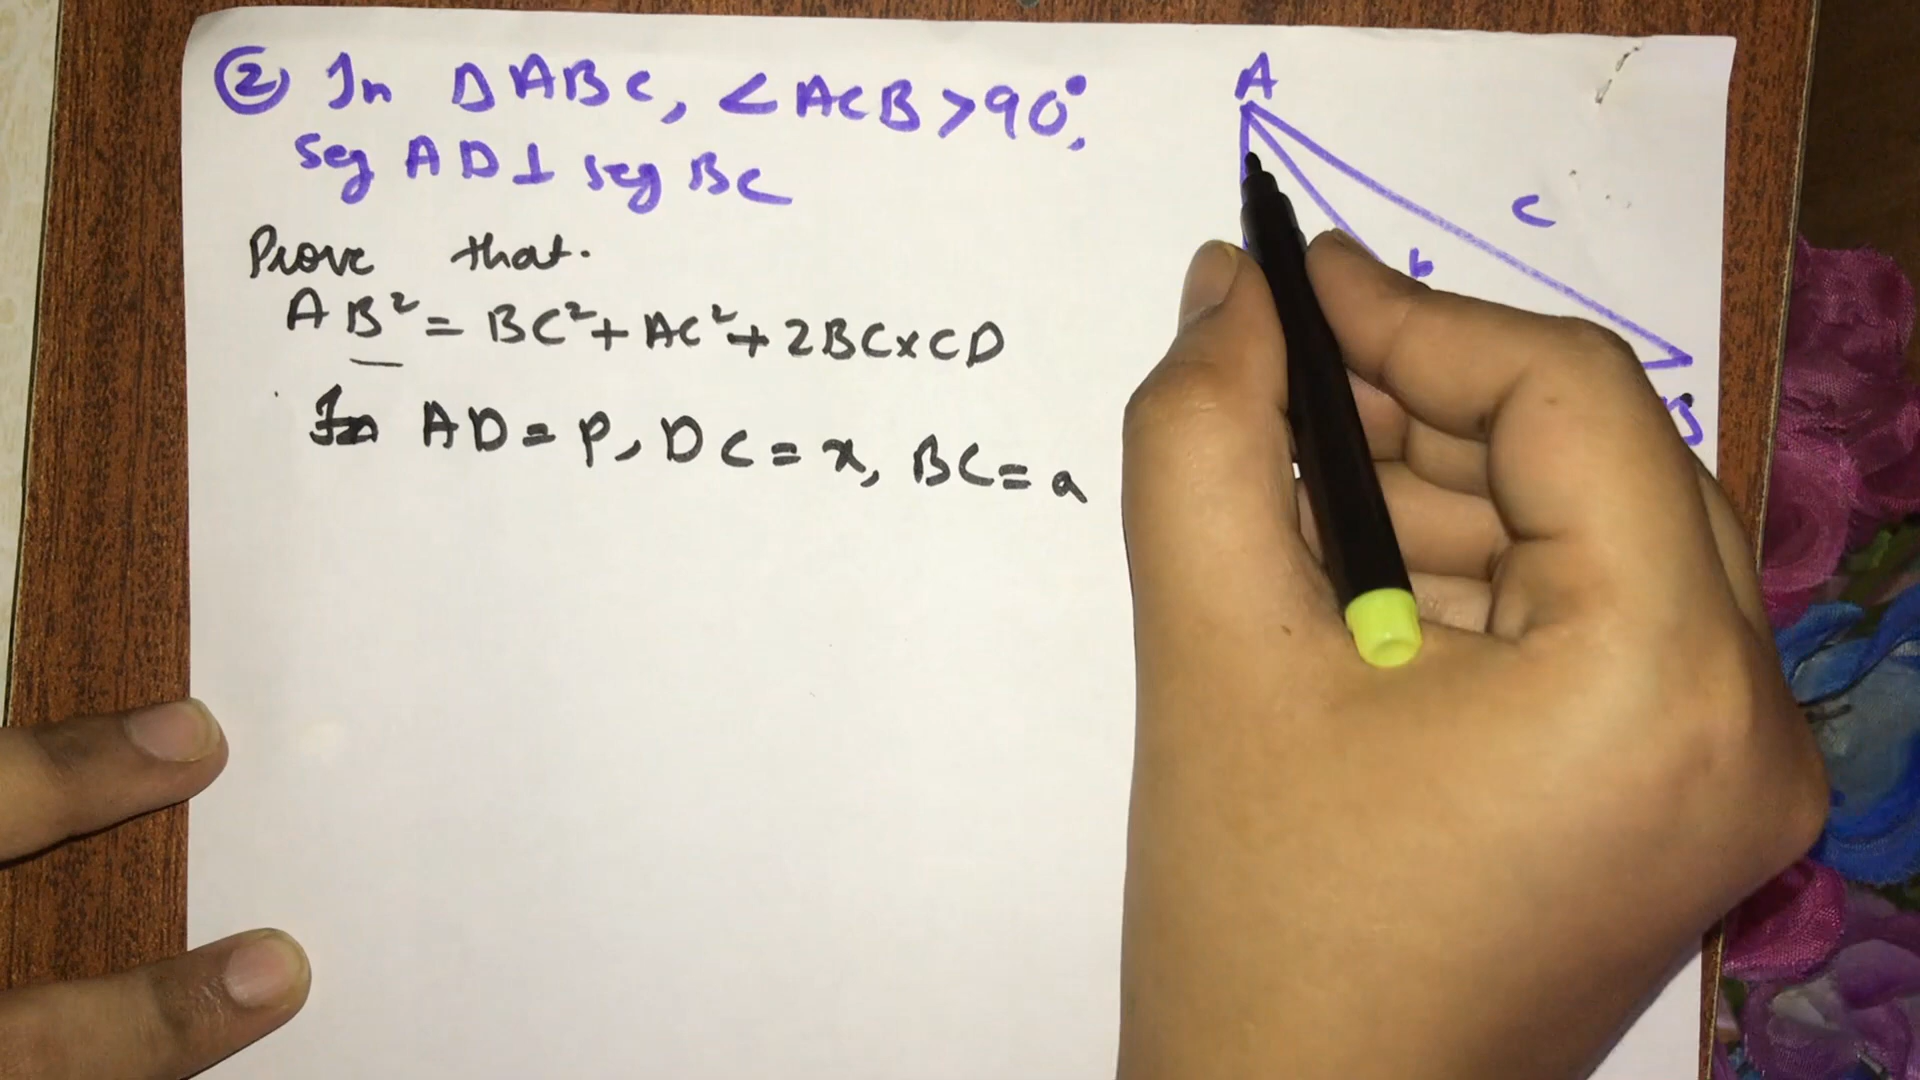 ② In ΔABC, ∠ACB>90°.
seg AD⊥ seg BC
Prove that.
AB²= BC²+ AC²+ 2BC×CD
In AD= p, DC= x, BC= a
A
c
b
B